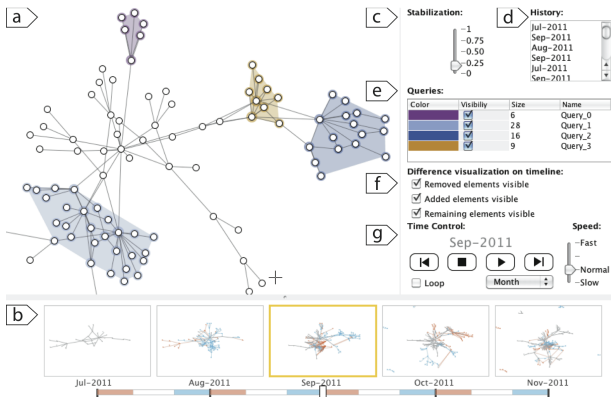 a
c
Stabilization:
1
0.75
0.50
0.25
0
d
History:
Jul-2011
Sep-2011
Aug-2011
Sep-2011
Jul-2011
Sep-2011
e
Queries:
Color Visibiliy Size Name
6 Query_0
28 Query_1
16 Query_2
9 Query_3
f
Difference visualization on timeline:
Removed elements visible
Added elements visible
Remaining elements visible
g
Time Control: Speed:
Sep-2011
Fast
Normal
Slow
Loop
Month
b
Jul-2011 Aug-2011 Sep-2011 Oct-2011 Nov-2011